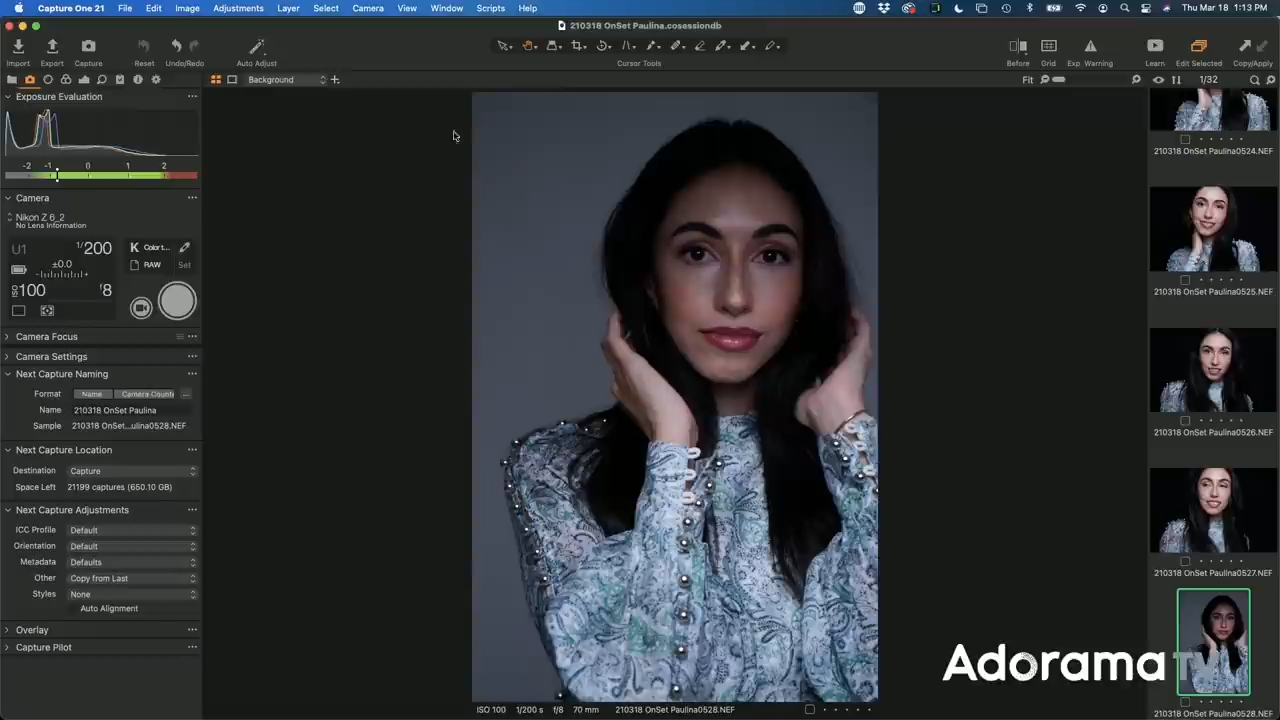 Capture One 21 File Edit Image Adjustments Layer Select Camera View Window Scripts Help
Thu Mar 18 1:13 PM
210318 OnSet Paulina.cosessiondb
Import Export Capture Reset Undo/Redo Auto Adjust Cursor Tools Before Grid Exp. Warning Learn Edit Selected Copy/Apply
Background
Fit
1/32
Exposure Evaluation
-2 -1 0 1 2
Camera
Nikon Z 6_2
No Lens Information
U1 1/200 K Color t...
±0.0 RAW Set
ISO 100 f8
Camera Focus
Camera Settings
Next Capture Naming
Format Name Camera Count
Name 210318 OnSet Paulina
Sample 210318 OnSet...ulina0528.NEF
Next Capture Location
Destination Capture
Space Left 21199 captures (650.10 GB)
Next Capture Adjustments
ICC Profile Default
Orientation Default
Metadata Defaults
Other Copy from Last
Styles None
Auto Alignment
Overlay
Capture Pilot
ISO 100 1/200 s f/8 70 mm 210318 OnSet Paulina0528.NEF
210318 OnSet Paulina0524.NEF
210318 OnSet Paulina0525.NEF
210318 OnSet Paulina0526.NEF
210318 OnSet Paulina0527.NEF
210318 OnSet Paulina0528.NEF
Adorama TV